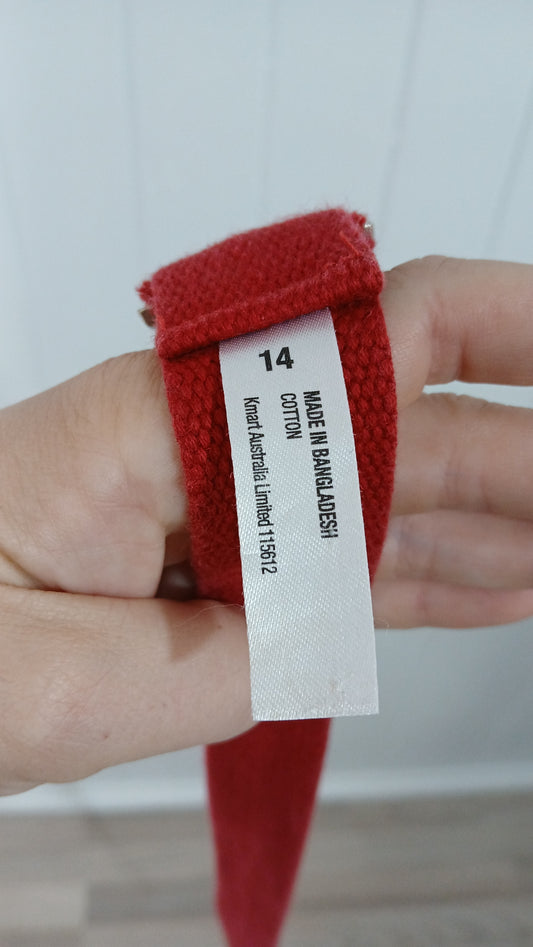 14
MADE IN BANGLADESH
COTTON
Kmart Australia Limited 115612